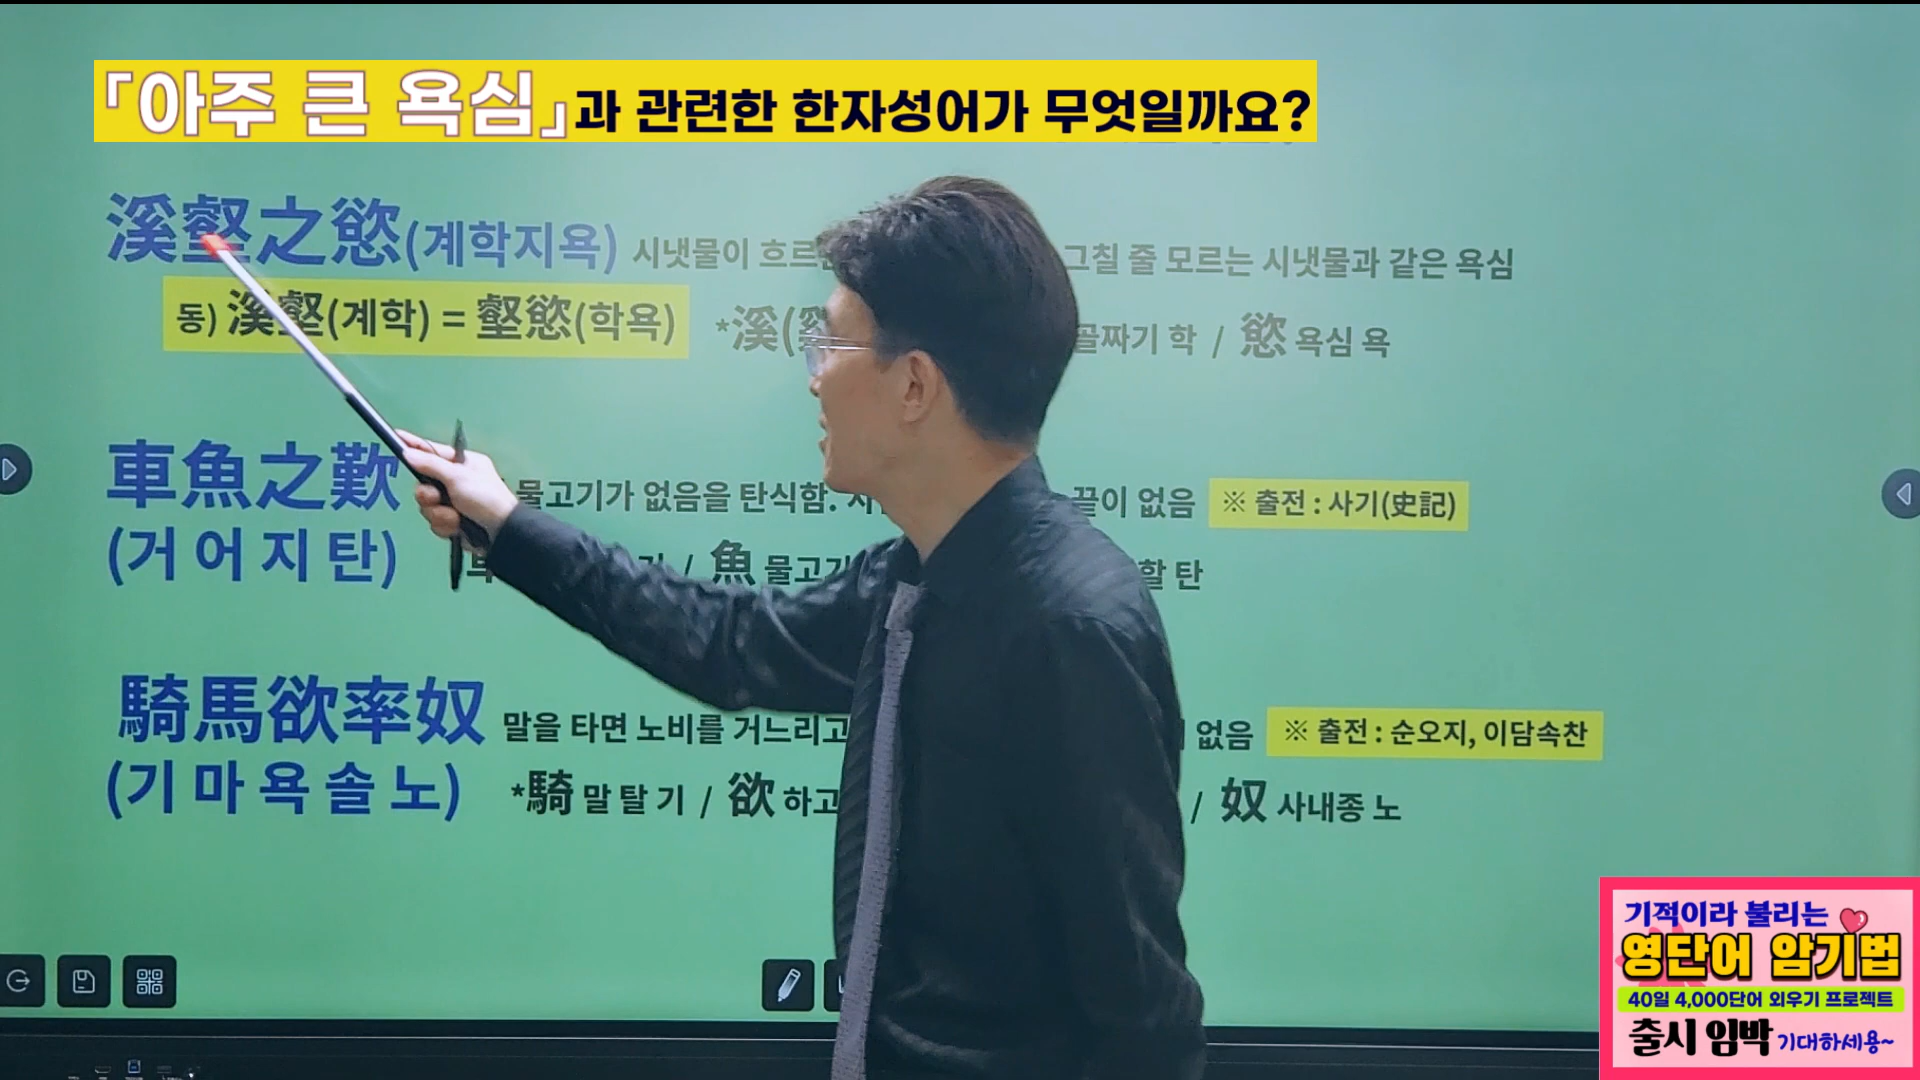 「아주 큰 욕심」과 관련한 한자성어가 무엇일까요?
溪壑之慾(계학지욕) 시냇물이 흐르는 그칠 줄 모르는 시냇물과 같은 욕심
동) 溪壑(계학) = 壑慾(학욕) *溪( 골짜기 학 / 慾 욕심 욕
車魚之歎 물고기가 없음을 탄식함. 끝이 없음 ※ 출전 : 사기(史記)
(거어지탄) / 魚 물고기 할 탄
騎馬欲率奴 말을 타면 노비를 거느리고 없음 ※ 출전 : 순오지, 이담속찬
(기마욕솔노) *騎 말 탈 기 / 欲 하고 / 奴 사내종 노
기적이라 불리는
영단어 암기법
40일 4,000단어 외우기 프로젝트
출시 임박 기대하세용~